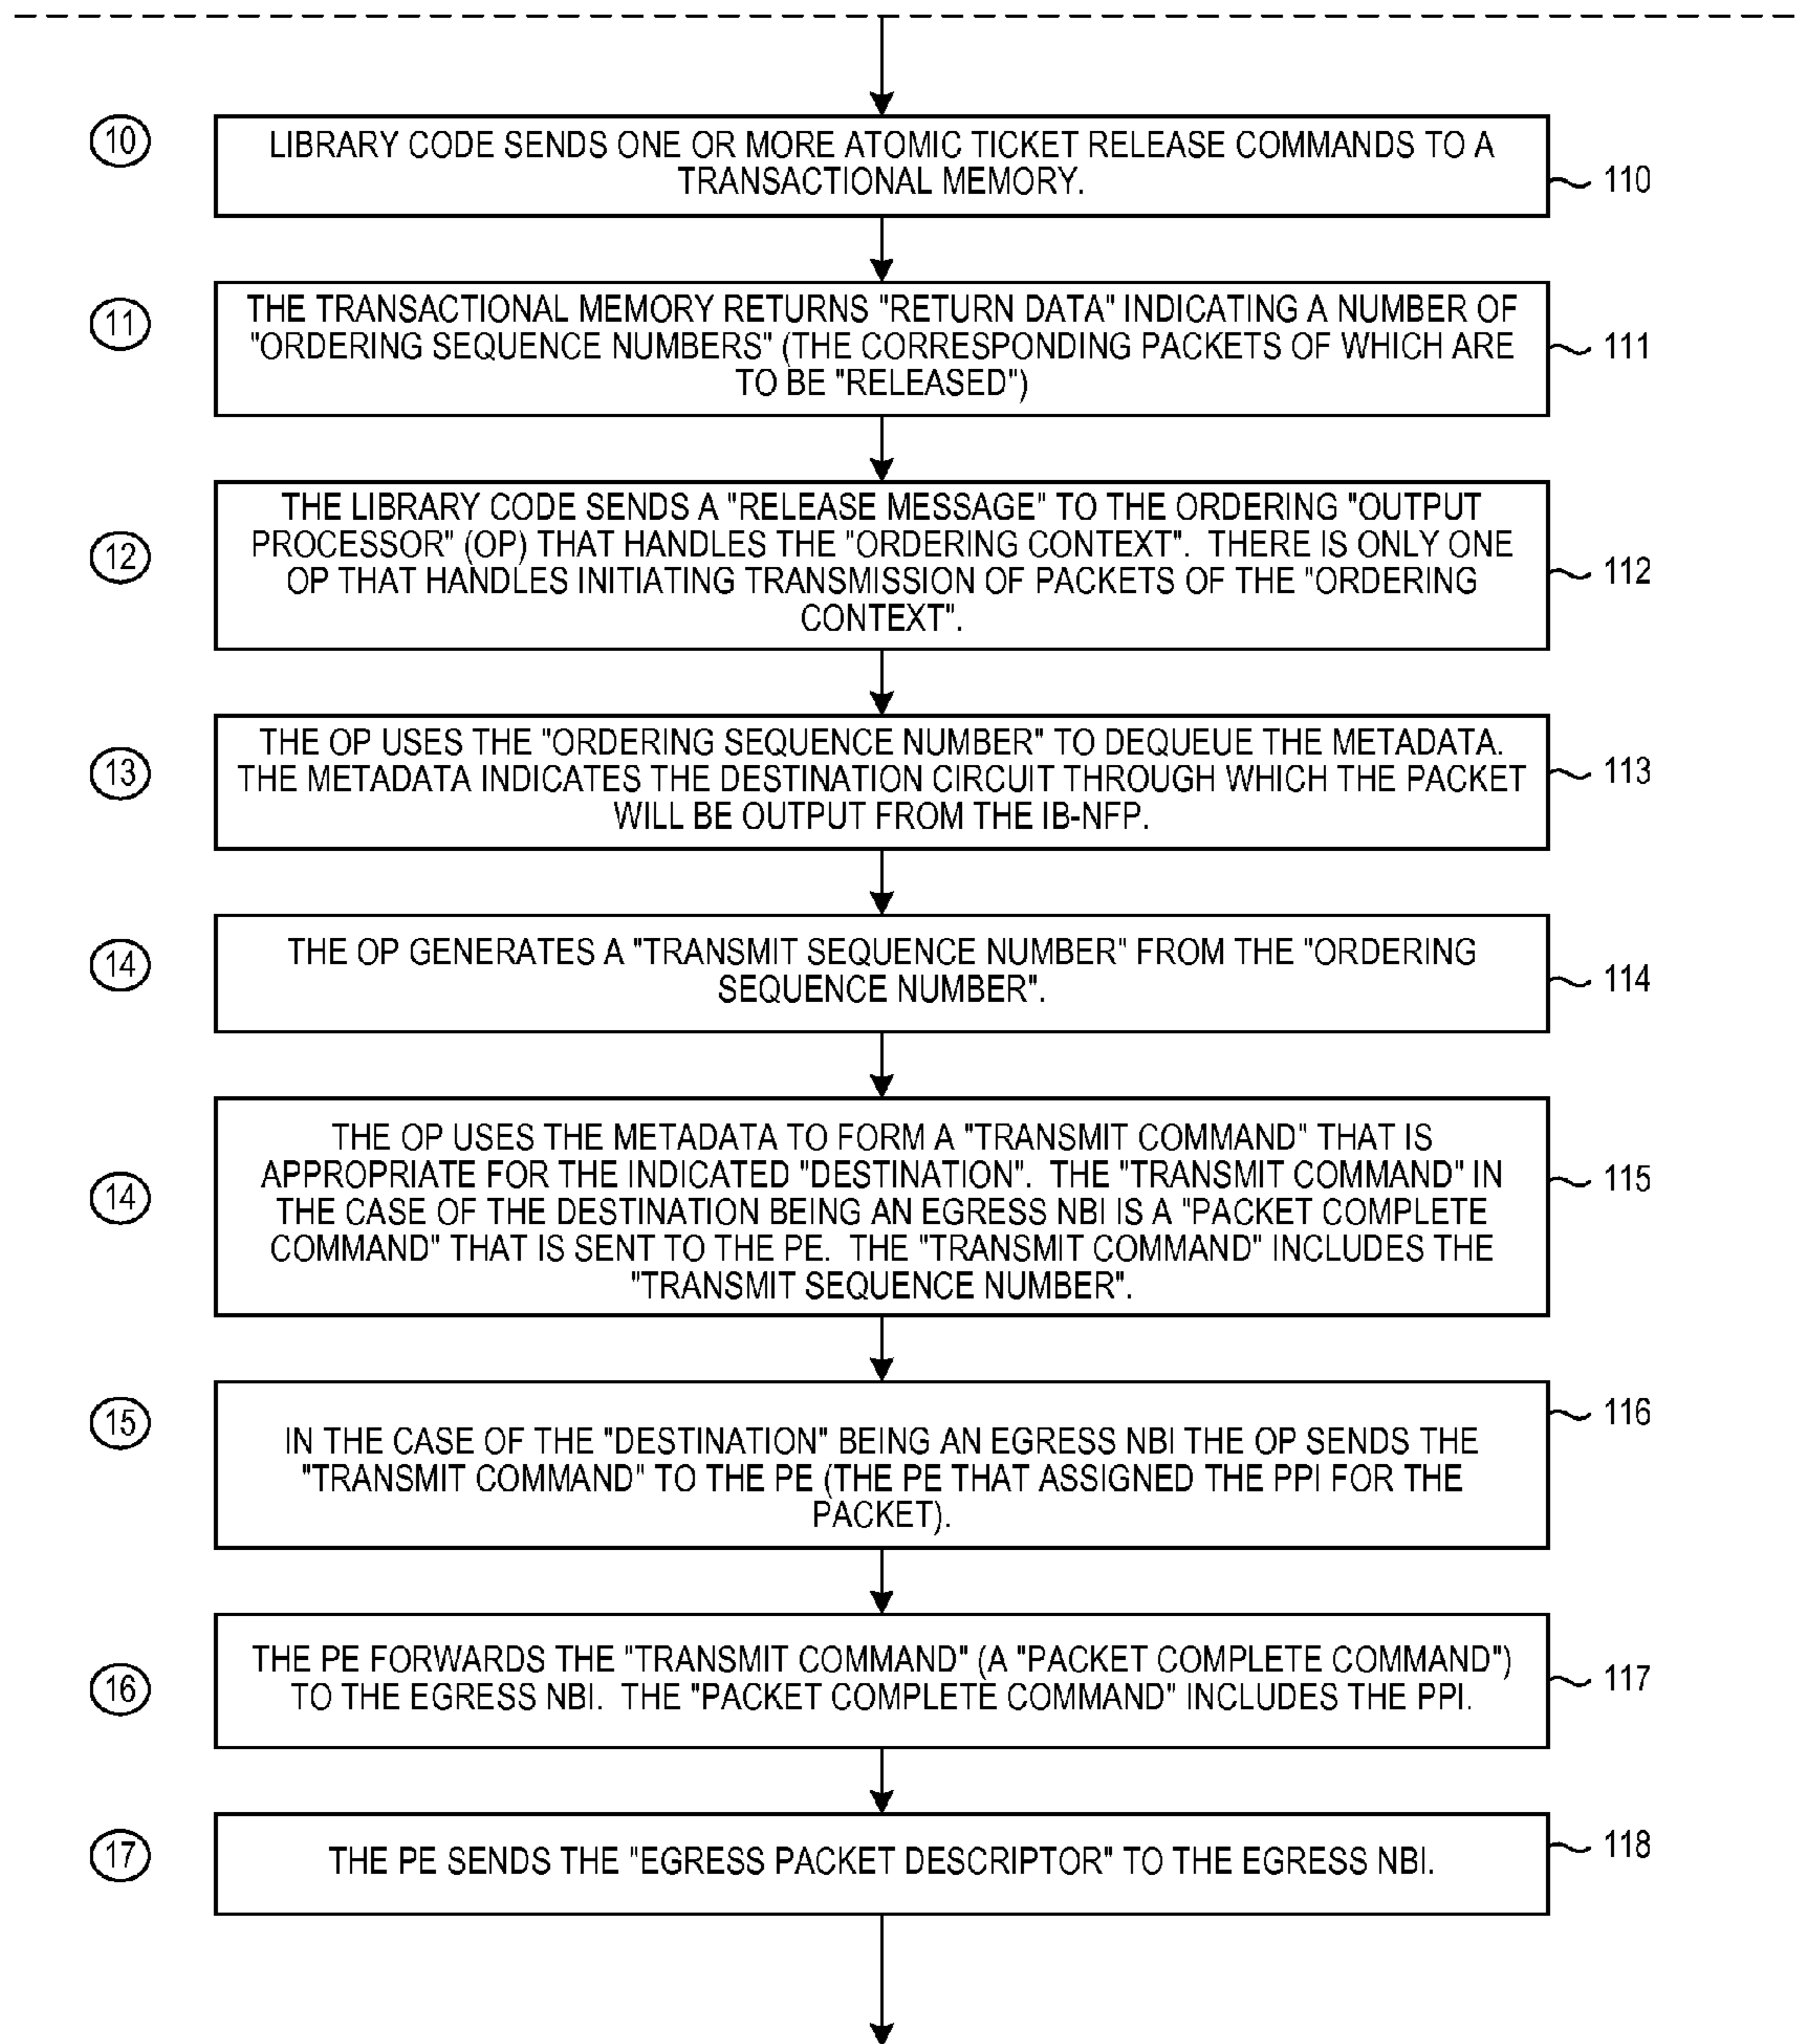 10
LIBRARY CODE SENDS ONE OR MORE ATOMIC TICKET RELEASE COMMANDS TO A
TRANSACTIONAL MEMORY.
110
11
THE TRANSACTIONAL MEMORY RETURNS "RETURN DATA" INDICATING A NUMBER OF
"ORDERING SEQUENCE NUMBERS" (THE CORRESPONDING PACKETS OF WHICH ARE
TO BE "RELEASED")
111
12
THE LIBRARY CODE SENDS A "RELEASE MESSAGE" TO THE ORDERING "OUTPUT
PROCESSOR" (OP) THAT HANDLES THE "ORDERING CONTEXT". THERE IS ONLY ONE
OP THAT HANDLES INITIATING TRANSMISSION OF PACKETS OF THE "ORDERING
CONTEXT".
112
13
THE OP USES THE "ORDERING SEQUENCE NUMBER" TO DEQUEUE THE METADATA.
THE METADATA INDICATES THE DESTINATION CIRCUIT THROUGH WHICH THE PACKET
WILL BE OUTPUT FROM THE IB-NFP.
113
14
THE OP GENERATES A "TRANSMIT SEQUENCE NUMBER" FROM THE "ORDERING
SEQUENCE NUMBER".
114
14
THE OP USES THE METADATA TO FORM A "TRANSMIT COMMAND" THAT IS
APPROPRIATE FOR THE INDICATED "DESTINATION". THE "TRANSMIT COMMAND" IN
THE CASE OF THE DESTINATION BEING AN EGRESS NBI IS A "PACKET COMPLETE
COMMAND" THAT IS SENT TO THE PE. THE "TRANSMIT COMMAND" INCLUDES THE
"TRANSMIT SEQUENCE NUMBER".
115
15
IN THE CASE OF THE "DESTINATION" BEING AN EGRESS NBI THE OP SENDS THE
"TRANSMIT COMMAND" TO THE PE (THE PE THAT ASSIGNED THE PPI FOR THE
PACKET).
116
16
THE PE FORWARDS THE "TRANSMIT COMMAND" (A "PACKET COMPLETE COMMAND")
TO THE EGRESS NBI. THE "PACKET COMPLETE COMMAND" INCLUDES THE PPI.
117
17
THE PE SENDS THE "EGRESS PACKET DESCRIPTOR" TO THE EGRESS NBI.
118